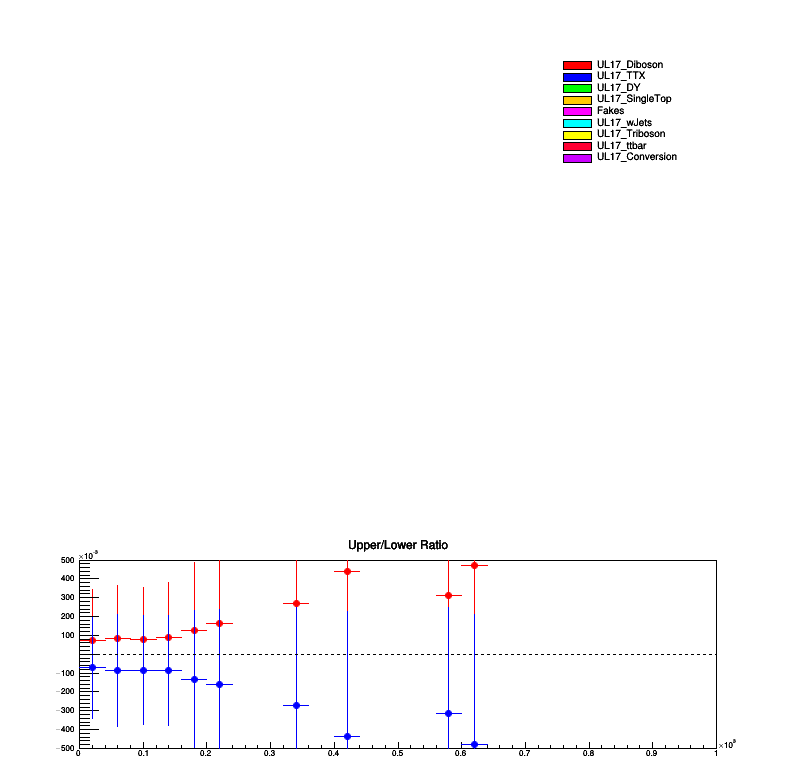 UL17_Diboson
UL17_TTX
UL17_DY
UL17_SingleTop
Fakes
UL17_wJets
UL17_Triboson
UL17_ttbar
UL17_Conversion
Upper/Lower Ratio
×10⁻³
500
400
300
200
100
−100
−200
−300
−400
−500
0 0.1 0.2 0.3 0.4 0.5 0.6 0.7 0.8 0.9 1
×10³